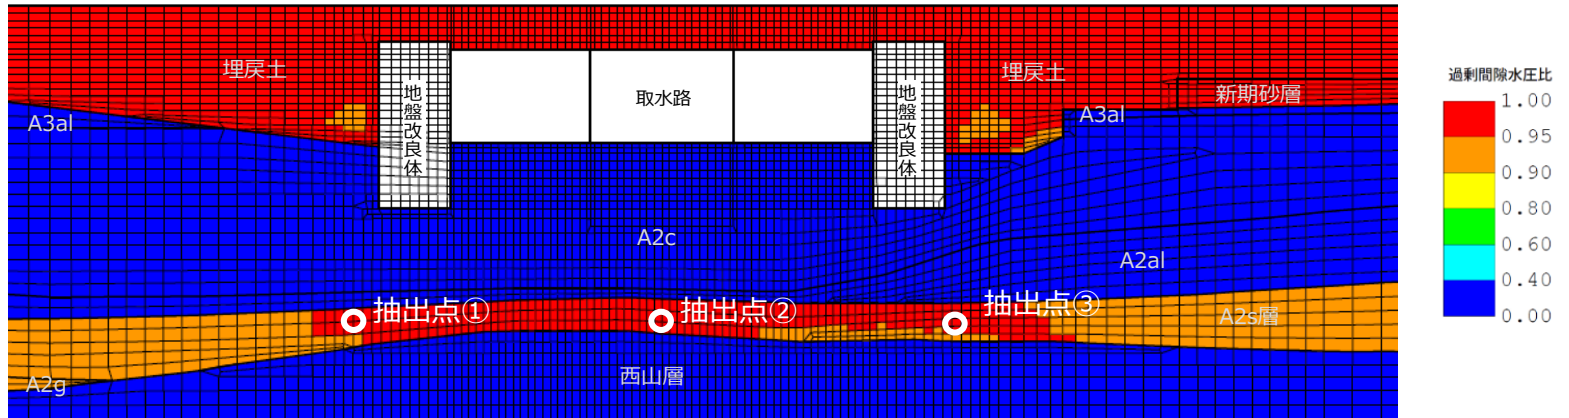 埋戻土
地盤改良体
取水路
地盤改良体
埋戻土
新期砂層
A3al
A3al
A2c
A2al
抽出点①
抽出点②
抽出点③
A2s層
A2g
西山層
過剰間隙水圧比
1.00
0.95
0.90
0.80
0.60
0.40
0.00